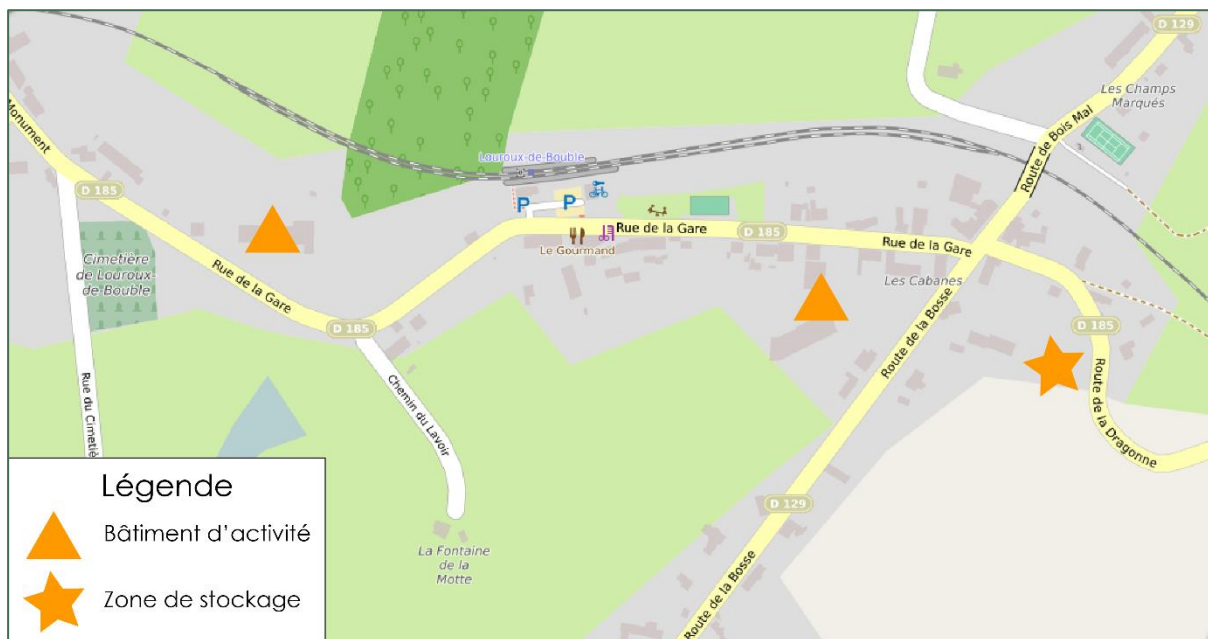 D 129
Les Champs
Marqués
Route de Bois Mal
Monument
D 185
Louroux-de-Bouble
P
P
Rue de la Gare
D 185
Rue de la Gare
Le Gourmand
Cimetière
de Louroux-
de-Bouble
Rue de la Gare
Les Cabanes
D 185
D 185
Route de la Bosse
Rue du Cimetiè
Chemin du Lavoir
Route de la Dragonne
D 129
La Fontaine
de la
Motte
Route de la Bosse
Légende
Bâtiment d'activité
Zone de stockage